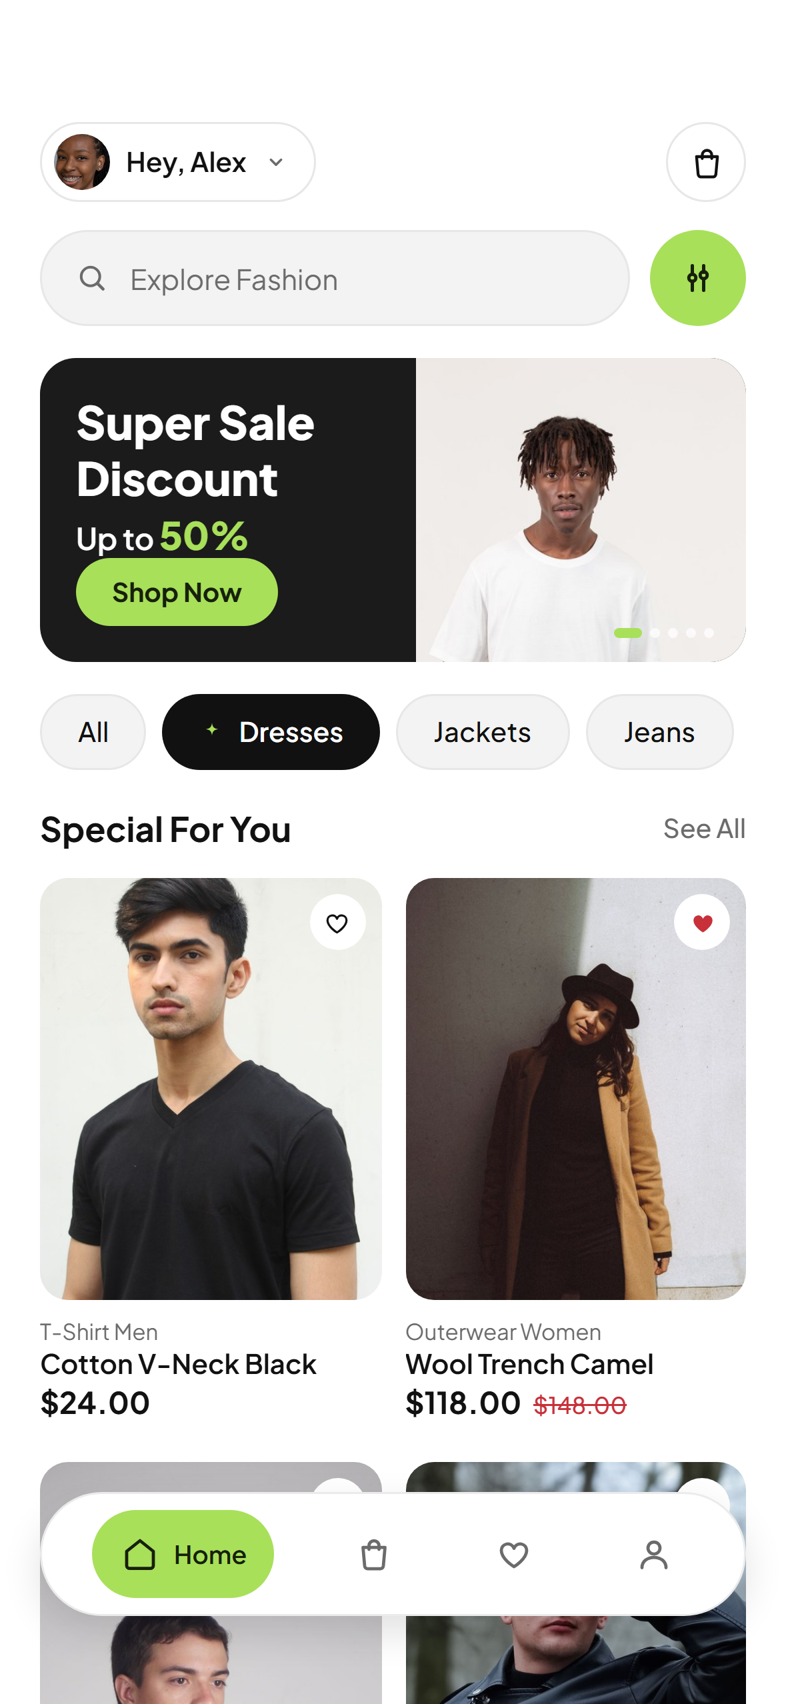 Hey, Alex
Explore Fashion
Super Sale
Discount
Up to 50%
Shop Now
All
Dresses
Jackets
Jeans
Special For You
See All
T-Shirt Men
Cotton V-Neck Black
$24.00
Outerwear Women
Wool Trench Camel
$118.00 $148.00
Home